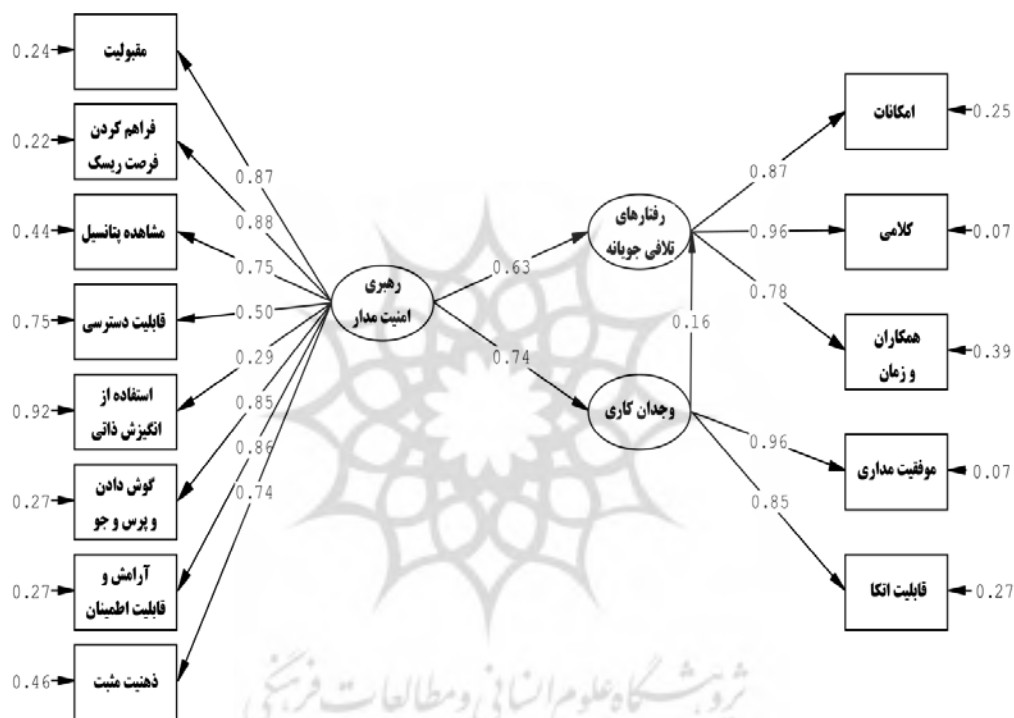 0.24
مقبولیت
0.22
فراهم کردن
فرصت ریسک
0.44
مشاهده پتانسیل
0.75
قابلیت دسترسی
0.92
استفاده از
انگیزش ذاتی
0.27
گوش دادن
و پرس و جو
0.27
آرامش و
قابلیت اطمینان
0.46
ذهنیت مثبت
0.87
0.88
0.75
0.50
0.29
0.85
0.86
0.74
رهبری
امنیت مدار
0.63
0.74
رفتارهای
تلافی جویانه
0.16
وجدان کاری
0.87
0.96
0.78
0.96
0.85
امکانات
0.25
کلامی
0.07
همکاران
و زمان
0.39
موفقیت مداری
0.07
قابلیت اتکا
0.27
پژوهشگاه علوم انسانی و مطالعات فرهنگی